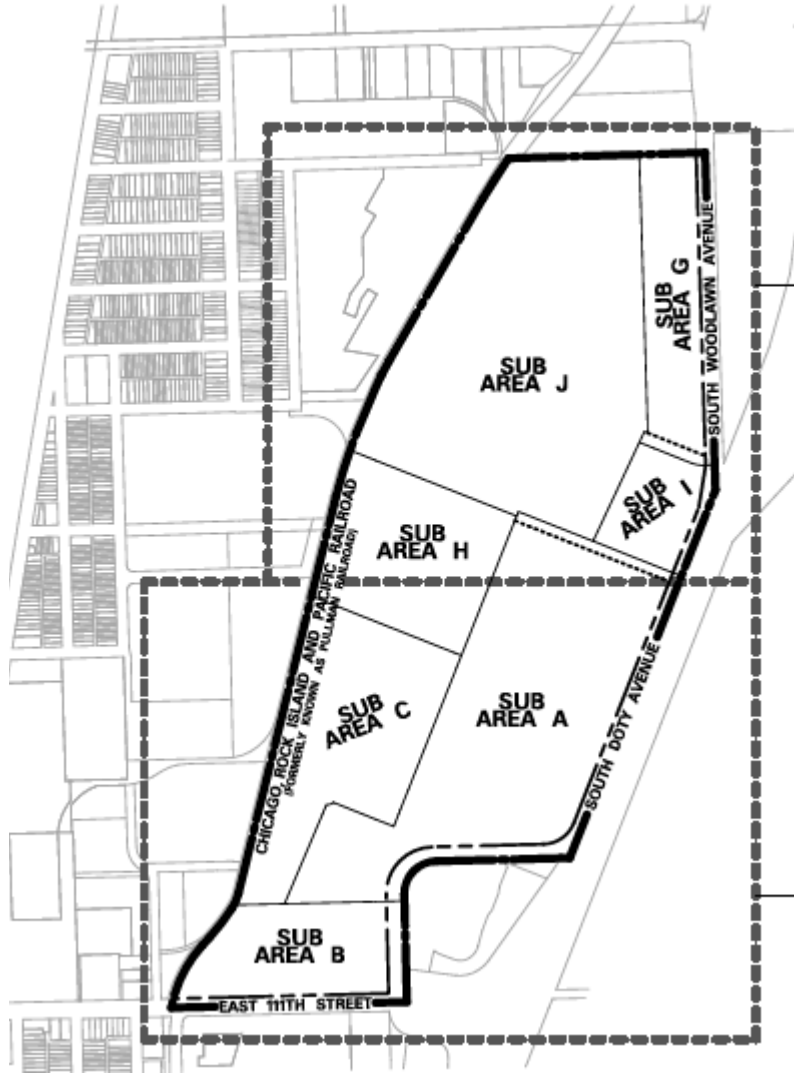 SUB
AREA G
SOUTH WOODLAWN AVENUE
SUB
AREA J
SUB
AREA I
SUB
AREA H
CHICAGO, ROCK ISLAND AND PACIFIC RAILROAD
(FORMERLY KNOWN AS PULLMAN RAILROAD)
SUB
AREA C
SUB
AREA A
SOUTH DOTY AVENUE
SUB
AREA B
EAST 111TH STREET